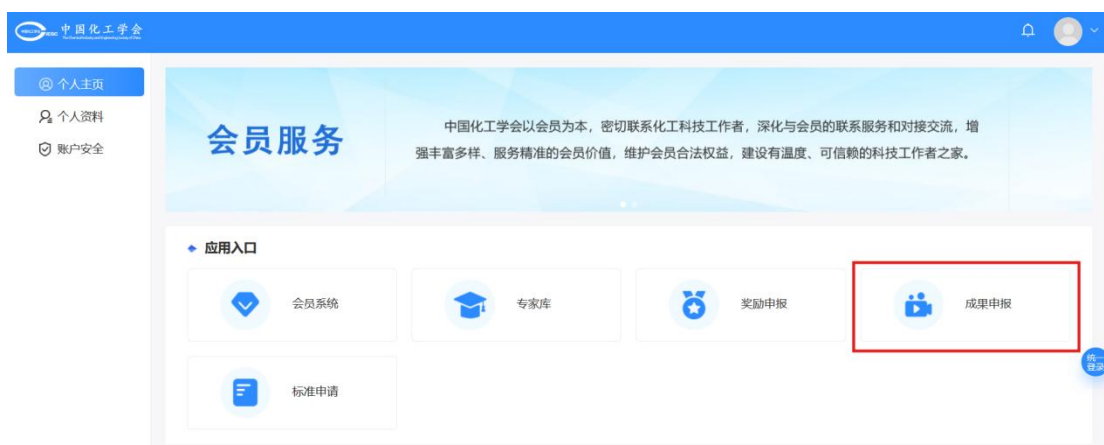 中国化工学会
个人主页
个人资料
账户安全
会员服务
中国化工学会以会员为本，密切联系化工科技工作者，深化与会员的联系服务和对接交流，增
强丰富多样、服务精准的会员价值，维护会员合法权益，建设有温度、可信赖的科技工作者之家。
应用入口
会员系统
专家库
奖励申报
成果申报
统一
登录
标准申请